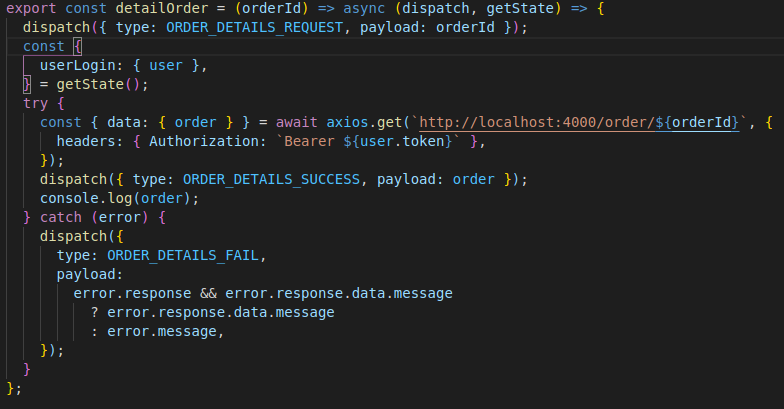 export const detailOrder = (orderId) => async (dispatch, getState) => {
  dispatch({ type: ORDER_DETAILS_REQUEST, payload: orderId });
  const {
    userLogin: { user },
  } = getState();
  try {
    const { data: { order } } = await axios.get(`http://localhost:4000/order/${orderId}`, {
      headers: { Authorization: `Bearer ${user.token}` },
    });
    dispatch({ type: ORDER_DETAILS_SUCCESS, payload: order });
    console.log(order);
  } catch (error) {
    dispatch({
      type: ORDER_DETAILS_FAIL,
      payload:
        error.response && error.response.data.message
          ? error.response.data.message
          : error.message,
    });
  }
};